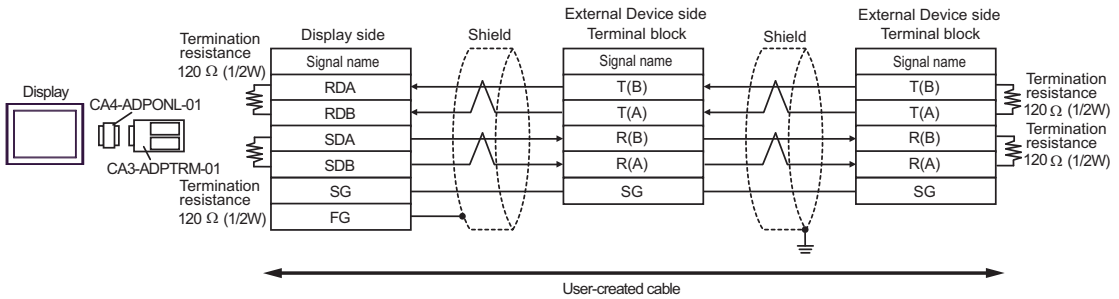 Display
CA4-ADPONL-01
CA3-ADPTRM-01
Termination
resistance
120 Ω (1/2W)
Termination
resistance
120 Ω (1/2W)
Display side
Signal name
RDA
RDB
SDA
SDB
SG
FG
Shield
External Device side
Terminal block
Signal name
T(B)
T(A)
R(B)
R(A)
SG
Shield
External Device side
Terminal block
Signal name
T(B)
T(A)
R(B)
R(A)
SG
Termination
resistance
120 Ω (1/2W)
Termination
resistance
120 Ω (1/2W)
User-created cable